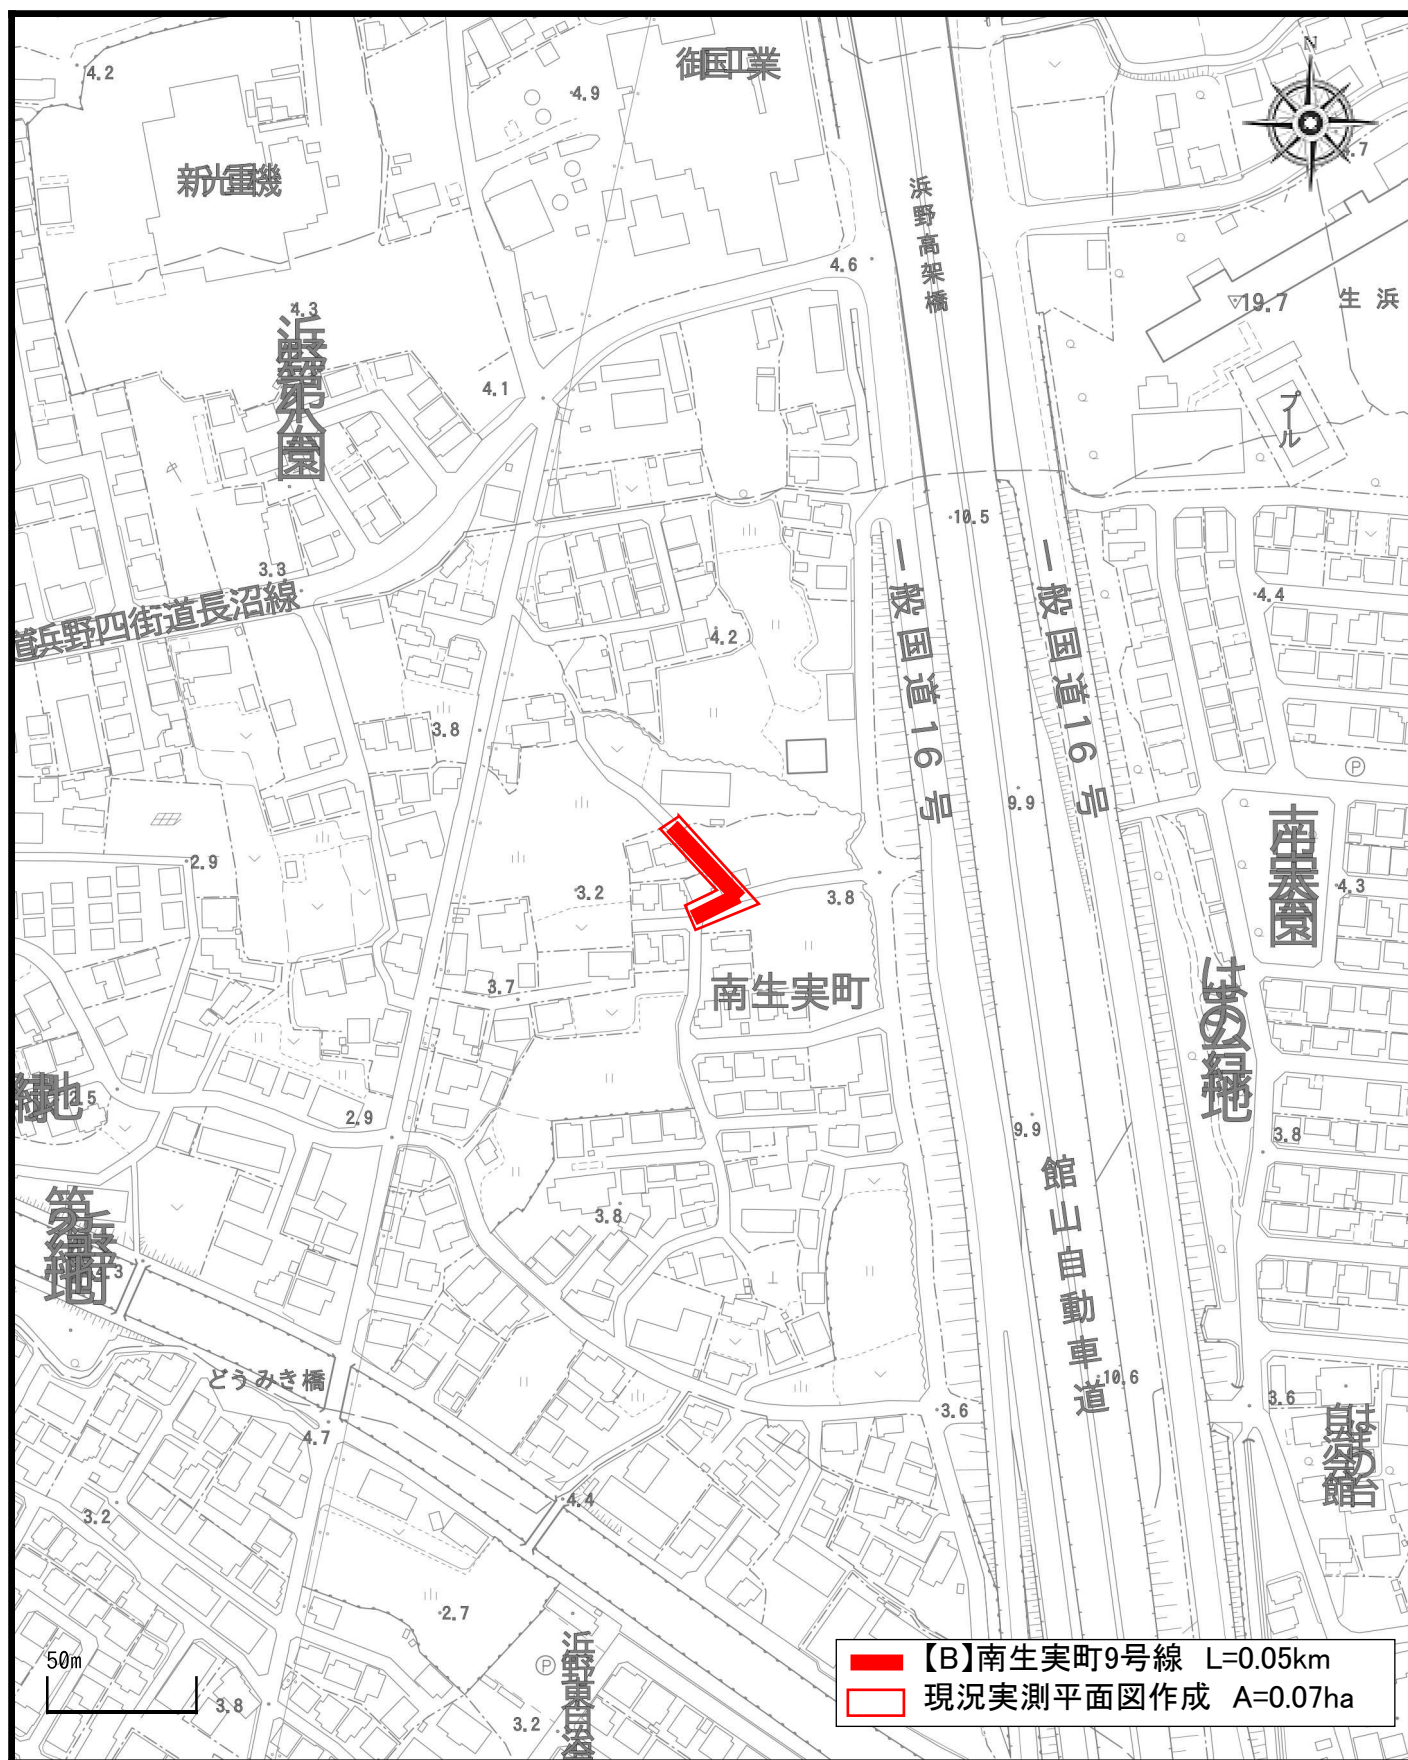 N
4.2
御国工業
4.9
新光電機
4.7
浜野高架橋
4.6
19.7
生浜
4.3
4.1
プール
10.5
3.3
一般国道16号
一般国道16号
4.4
道浜野四街道長沼線
4.2
3.8
P
9.9
2.9
3.2
3.8
4.3
3.7
南生実町
2.5
2.9
9.9
3.8
3.8
館山自動車道
4.3
どうみき橋
10.6
3.6
3.6
4.7
4.4
3.2
2.7
50m
P
3.8
3.2
【B】南生実町9号線 L=0.05km
現況実測平面図作成 A=0.07ha